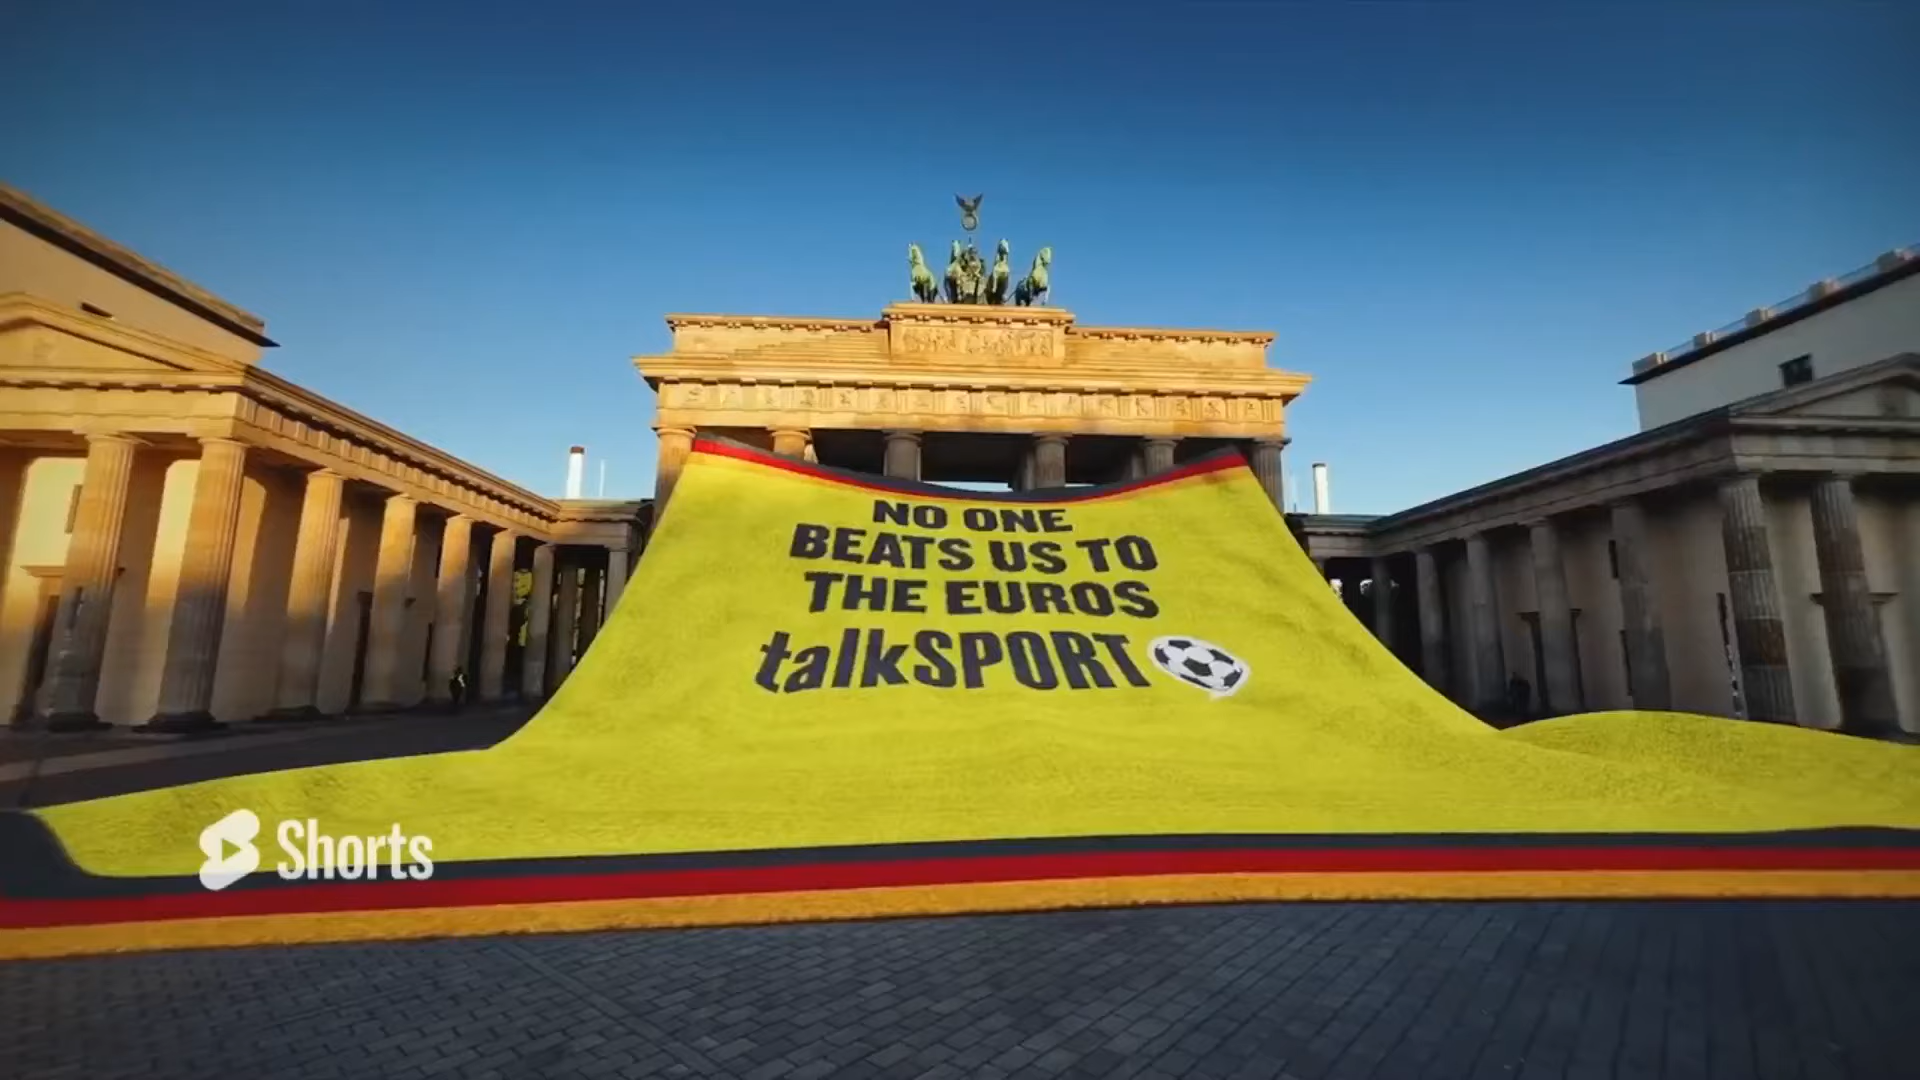 NO ONE
BEATS US TO
THE EUROS
talkSPORT
Shorts